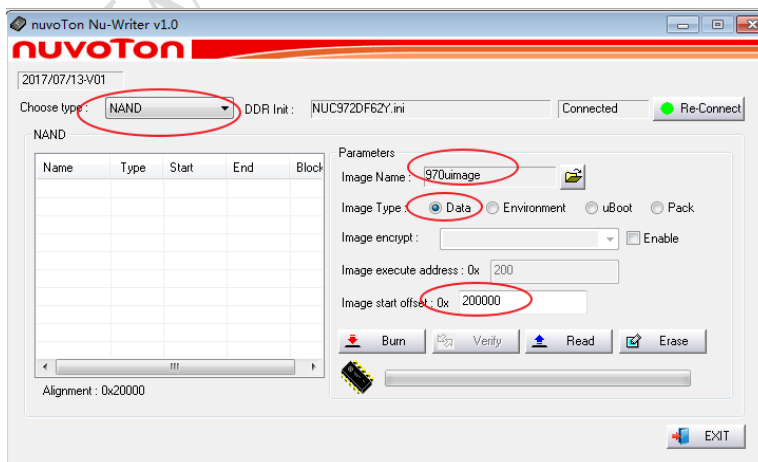 nuvoTon Nu-Writer v1.0
nuvoTon
2017/07/13-V01
Choose type : NAND DDR Init : NUC972DF62Y.ini Connected Re-Connect
NAND
Name Type Start End Block
Parameters
Image Name : 970uimage
Image Type : Data Environment uBoot Pack
Image encrypt : Enable
Image execute address : 0x 200
Image start offset : 0x 200000
Burn Verify Read Erase
Alignment : 0x20000
EXIT